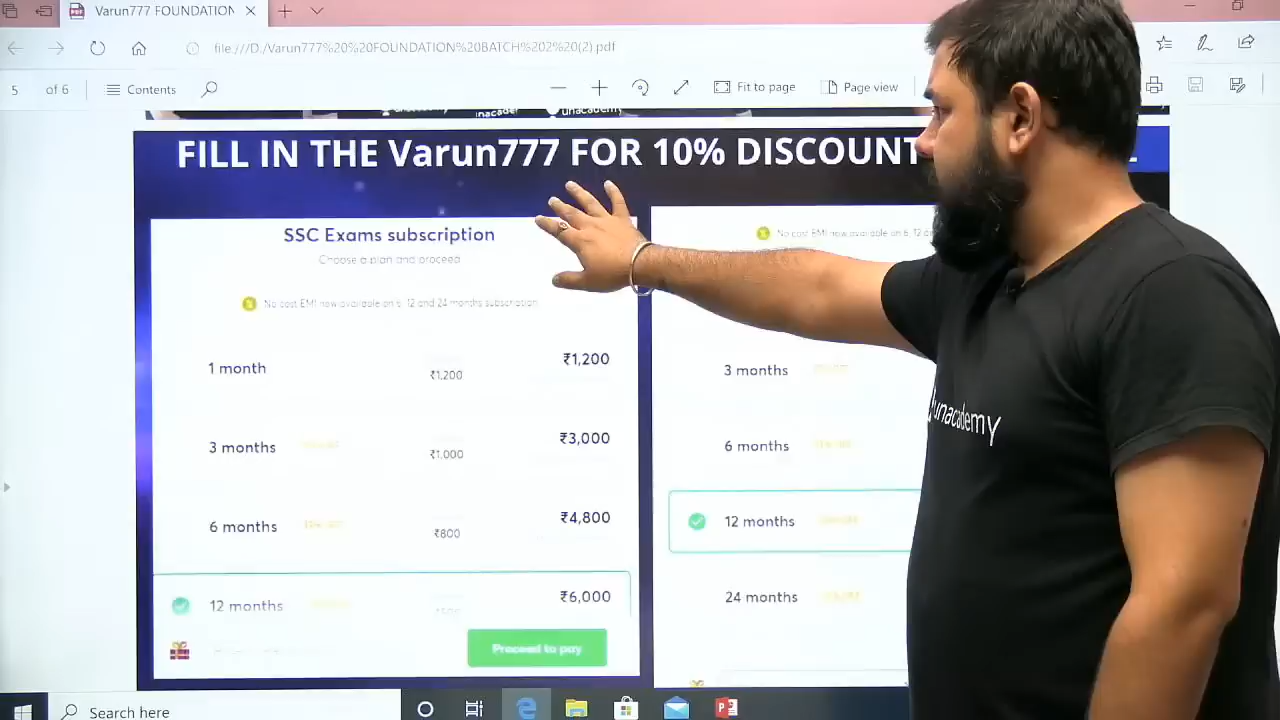 Varun777 FOUNDATION
file:///D:/Varun777%20%20FOUNDATION%20BATCH%202%20(2).pdf
5 of 6
Contents
Fit to page
Page view
unacademy
FILL IN THE Varun777 FOR 10% DISCOUNT
SSC Exams subscription
Choose a plan and proceed
No cost EMI now available on 6, 12 and 24 months subscription
1 month ₹1,200 ₹1,200
3 months ₹1,000 ₹3,000
6 months ₹800 ₹4,800
12 months ₹6,000
Proceed to pay
No cost EMI now available on 6, 12
3 months
6 months
12 months
24 months
unacademy
Search here